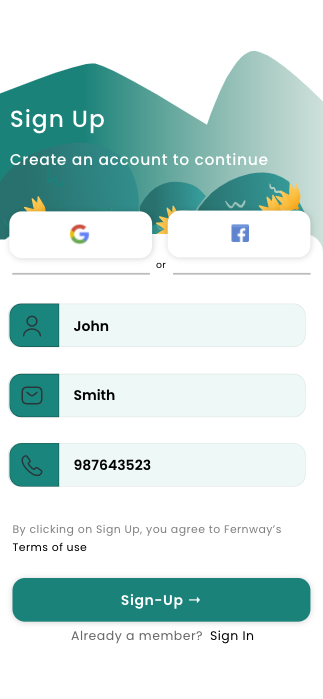 Sign Up
Create an account to continue
or
John
Smith
987643523
By clicking on Sign Up, you agree to Fernway’s
Terms of use
Sign-Up →
Already a member? Sign In